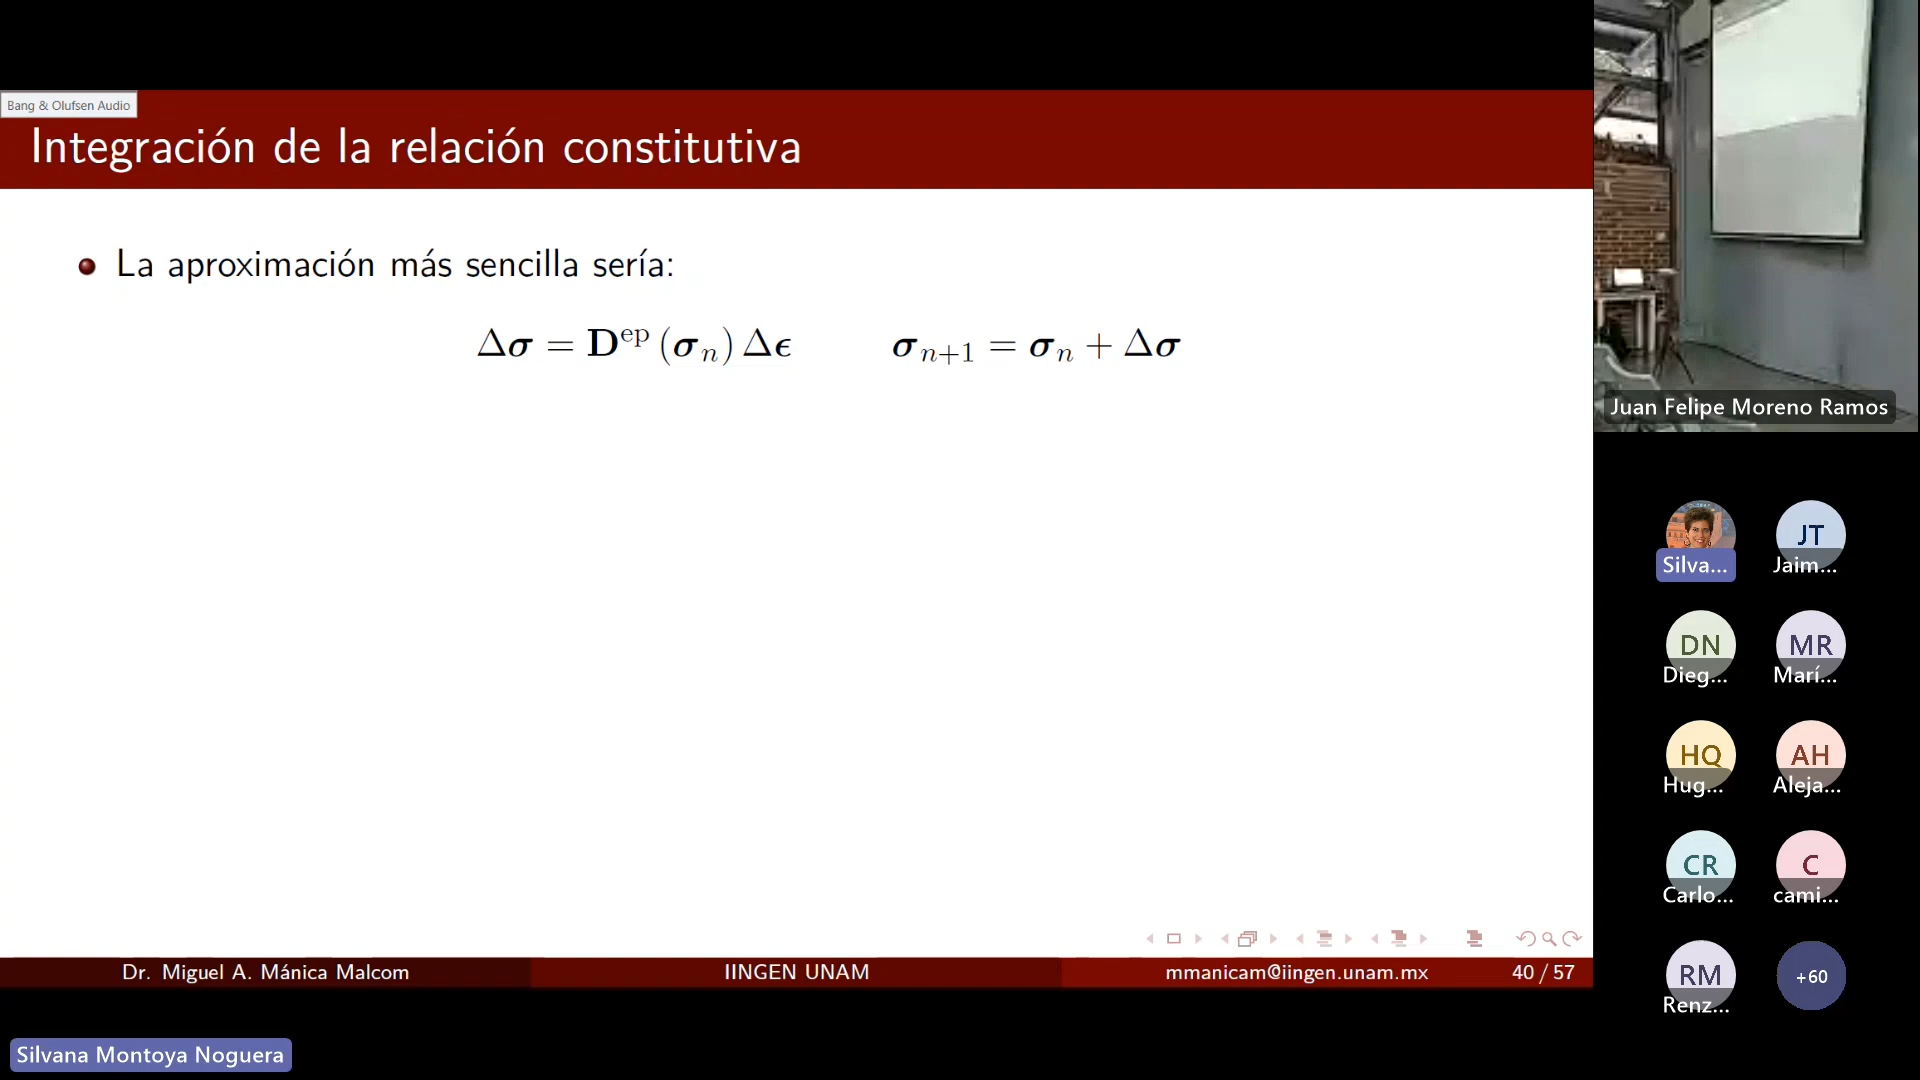 Bang & Olufsen Audio
Integración de la relación constitutiva
La aproximación más sencilla sería:
Δσ = D^ep (σ_n) Δϵ    σ_{n+1} = σ_n + Δσ
Dr. Miguel A. Mánica Malcom    IINGEN UNAM    mmanicam@iingen.unam.mx    40 / 57
Juan Felipe Moreno Ramos
Silva...
JT
Jaim...
DN
Dieg...
MR
Marí...
HQ
Hug...
AH
Aleja...
CR
Carlo...
C
cami...
RM
Renz...
+60
Silvana Montoya Noguera